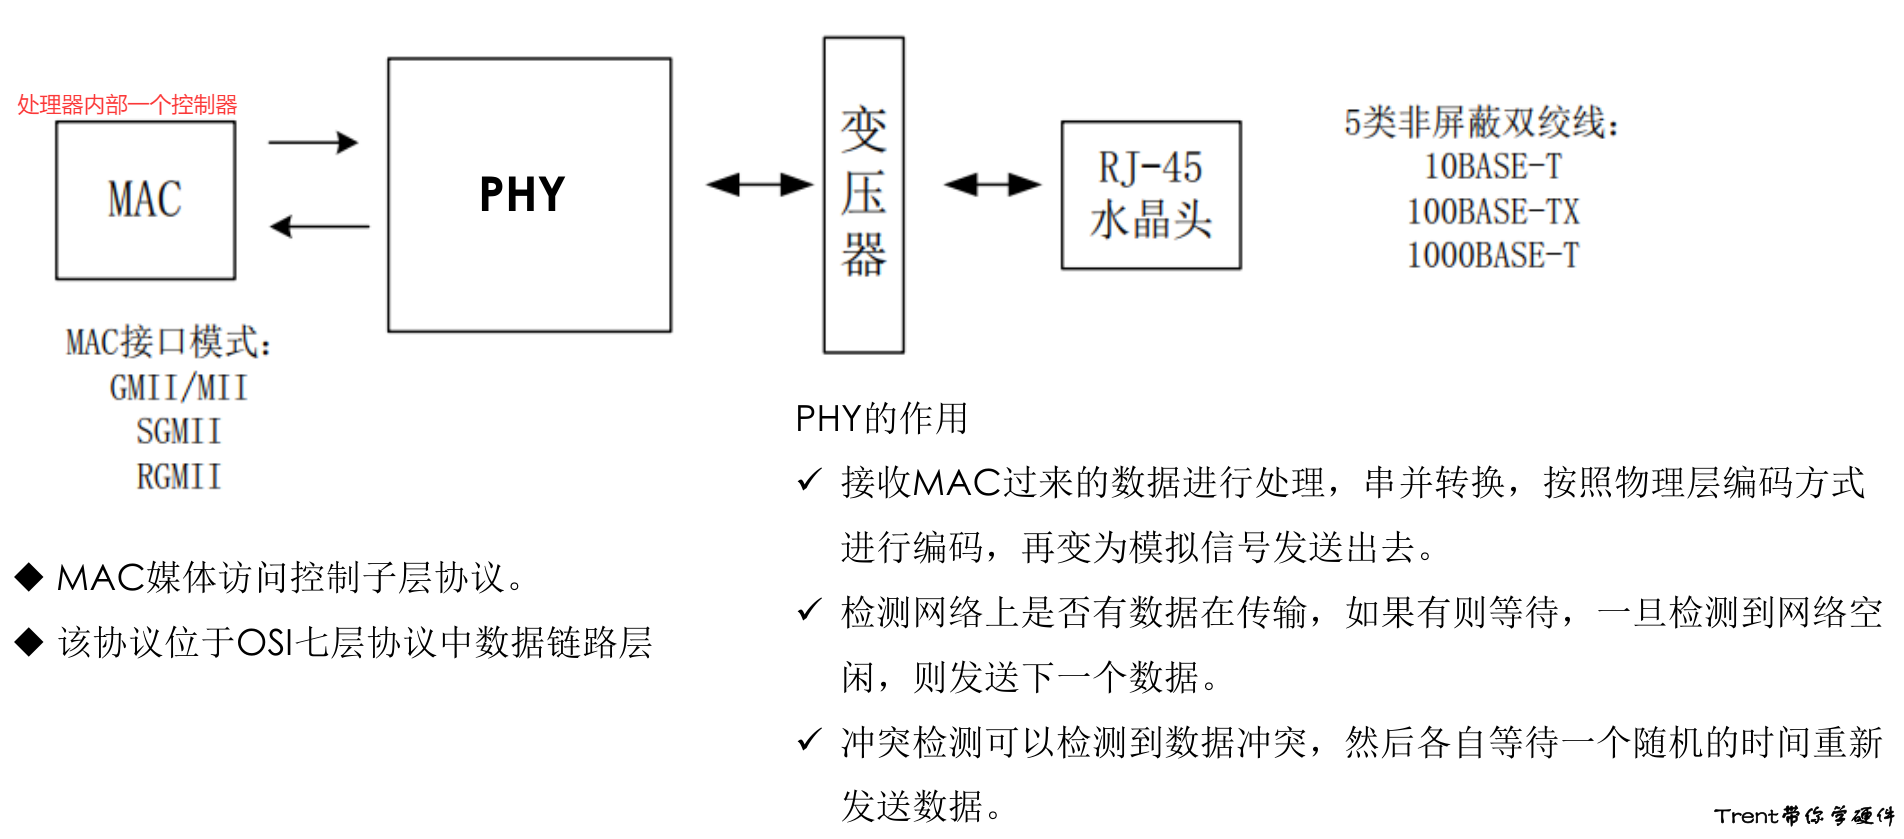 处理器内部一个控制器
MAC
PHY
变
压
器
RJ-45
水晶头
5类非屏蔽双绞线:
10BASE-T
100BASE-TX
1000BASE-T
MAC接口模式:
GMII/MII
SGMII
RGMII
◆ MAC媒体访问控制子层协议。
◆ 该协议位于OSI七层协议中数据链路层
PHY的作用
✓ 接收MAC过来的数据进行处理，串并转换，按照物理层编码方式
进行编码，再变为模拟信号发送出去。
✓ 检测网络上是否有数据在传输，如果有则等待，一旦检测到网络空
闲，则发送下一个数据。
✓ 冲突检测可以检测到数据冲突，然后各自等待一个随机的时间重新
发送数据。
Trent带你学硬件